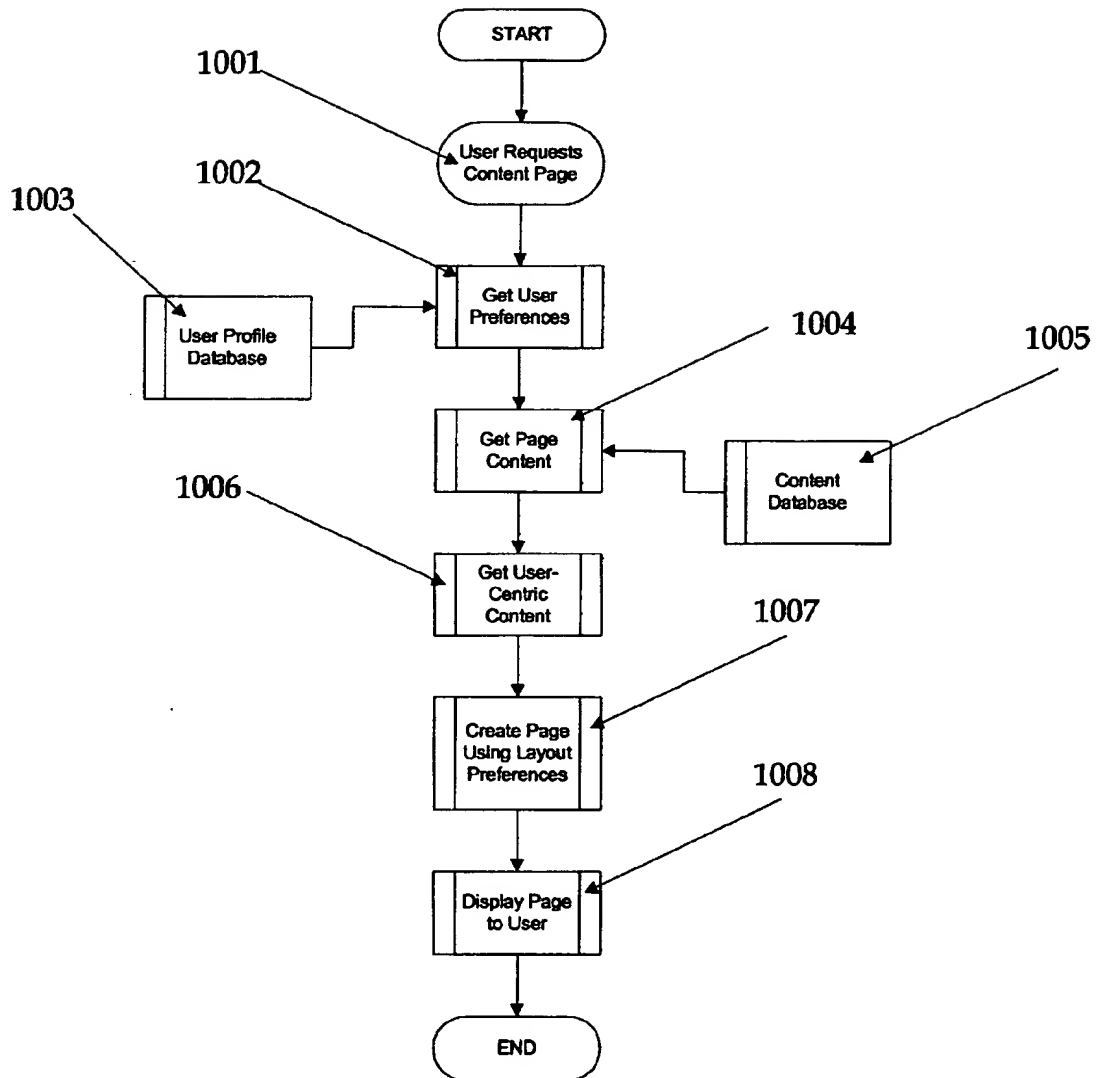 START
1001
User Requests
Content Page
1002
1003
Get User
Preferences
User Profile
Database
1004
1005
Get Page
Content
Content
Database
1006
Get User-
Centric
Content
1007
Create Page
Using Layout
Preferences
1008
Display Page
to User
END